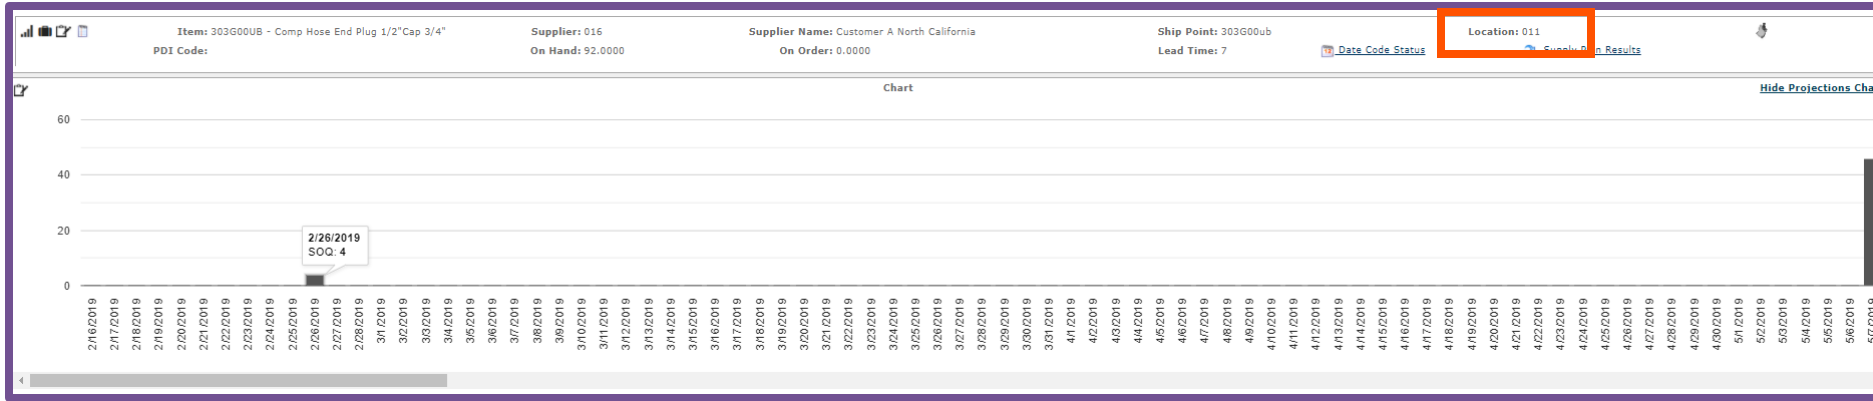 Item: 303G00UB - Comp Hose End Plug 1/2"Cap 3/4" Supplier: 016 Supplier Name: Customer A North California Ship Point: 303G00ub Location: 011
PDI Code: On Hand: 92.0000 On Order: 0.0000 Lead Time: 7 Date Code Status Supply Plan Results
Chart Hide Projections Cha
60
40
20
2/26/2019
SOQ: 4
0
2/16/2019 2/17/2019 2/18/2019 2/19/2019 2/20/2019 2/21/2019 2/22/2019 2/23/2019 2/24/2019 2/25/2019 2/26/2019 2/27/2019 2/28/2019 3/1/2019 3/2/2019 3/3/2019 3/4/2019 3/5/2019 3/6/2019 3/7/2019 3/8/2019 3/9/2019 3/10/2019 3/11/2019 3/12/2019 3/13/2019 3/14/2019 3/15/2019 3/16/2019 3/17/2019 3/18/2019 3/19/2019 3/20/2019 3/21/2019 3/22/2019 3/23/2019 3/24/2019 3/25/2019 3/26/2019 3/27/2019 3/28/2019 3/29/2019 3/30/2019 3/31/2019 4/1/2019 4/2/2019 4/3/2019 4/4/2019 4/5/2019 4/6/2019 4/7/2019 4/8/2019 4/9/2019 4/10/2019 4/11/2019 4/12/2019 4/13/2019 4/14/2019 4/15/2019 4/16/2019 4/17/2019 4/18/2019 4/19/2019 4/20/2019 4/21/2019 4/22/2019 4/23/2019 4/24/2019 4/25/2019 4/26/2019 4/27/2019 4/28/2019 4/29/2019 4/30/2019 5/1/2019 5/2/2019 5/3/2019 5/4/2019 5/5/2019 5/6/2019 5/7/2019